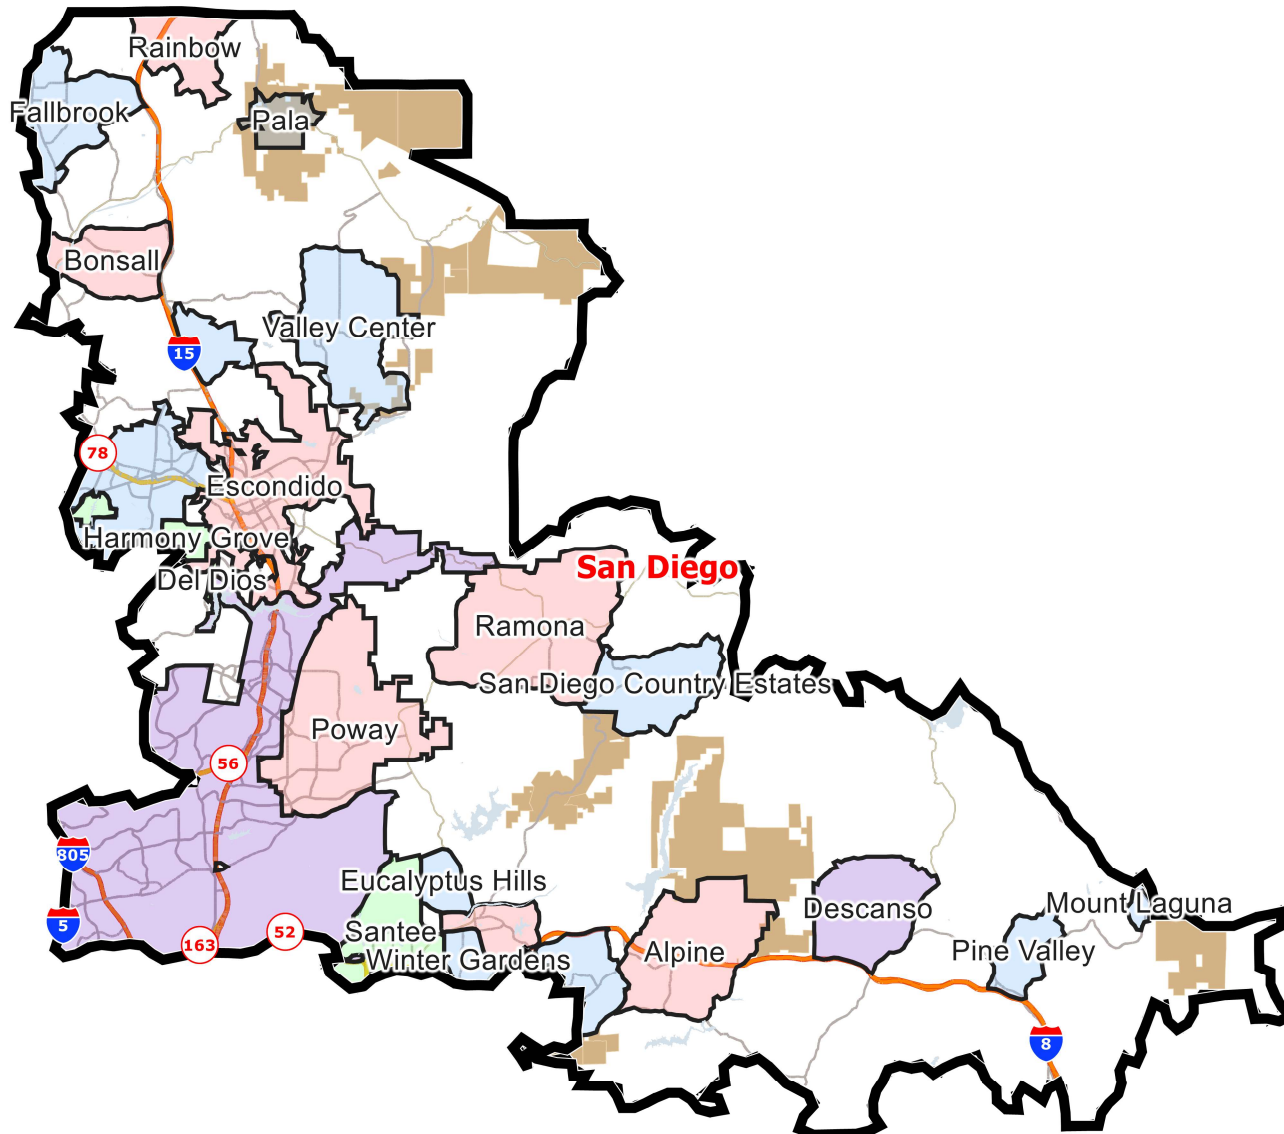 Rainbow
Fallbrook
Pala
Bonsall
Valley Center
15
78
Escondido
Harmony Grove
San Diego
Del Dios
Ramona
San Diego Country Estates
Poway
56
805
Eucalyptus Hills
Descanso
Mount Laguna
5
52
163
Santee
Winter Gardens
Alpine
Pine Valley
8